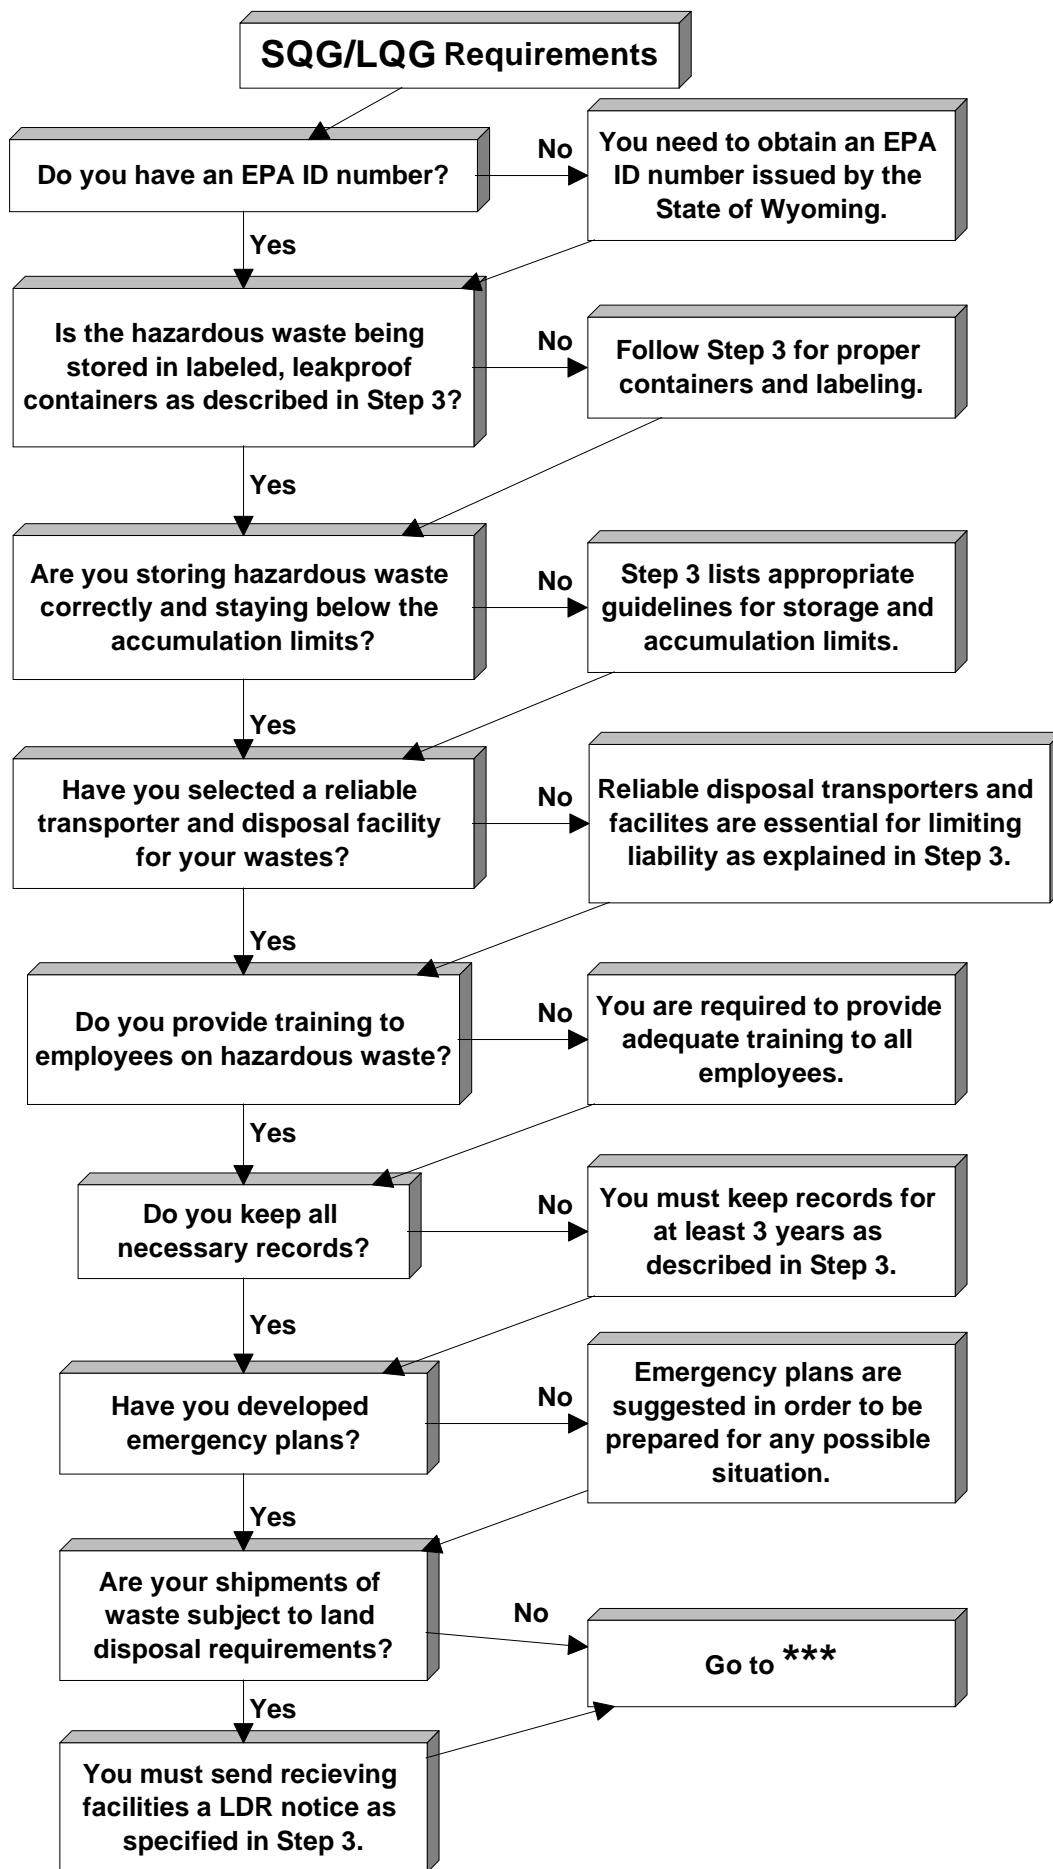 SQG/LQG Requirements
Do you have an EPA ID number?
No
You need to obtain an EPA
ID number issued by the
State of Wyoming.
Yes
Is the hazardous waste being
stored in labeled, leakproof
containers as described in Step 3?
No
Follow Step 3 for proper
containers and labeling.
Yes
Are you storing hazardous waste
correctly and staying below the
accumulation limits?
No
Step 3 lists appropriate
guidelines for storage and
accumulation limits.
Yes
Have you selected a reliable
transporter and disposal facility
for your wastes?
No
Reliable disposal transporters and
facilites are essential for limiting
liability as explained in Step 3.
Yes
Do you provide training to
employees on hazardous waste?
No
You are required to provide
adequate training to all
employees.
Yes
Do you keep all
necessary records?
No
You must keep records for
at least 3 years as
described in Step 3.
Yes
Have you developed
emergency plans?
No
Emergency plans are
suggested in order to be
prepared for any possible
situation.
Yes
Are your shipments of
waste subject to land
disposal requirements?
No
Go to ***
Yes
You must send recieving
facilities a LDR notice as
specified in Step 3.